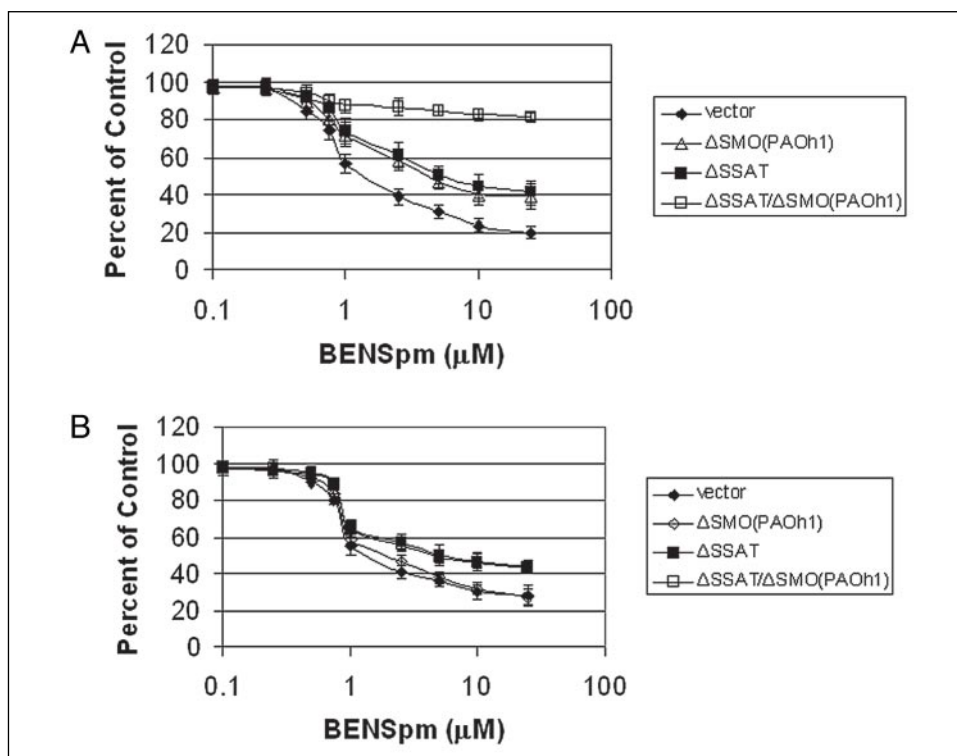 A
Percent of Control
120
100
80
60
40
20
0
0.1
1
10
100
BENSpm (µM)
vector
ΔSMO(PAOh1)
ΔSSAT
ΔSSAT/ΔSMO(PAOh1)
B
Percent of Control
120
100
80
60
40
20
0
0.1
1
10
100
BENSpm (µM)
vector
ΔSMO(PAOh1)
ΔSSAT
ΔSSAT/ΔSMO(PAOh1)